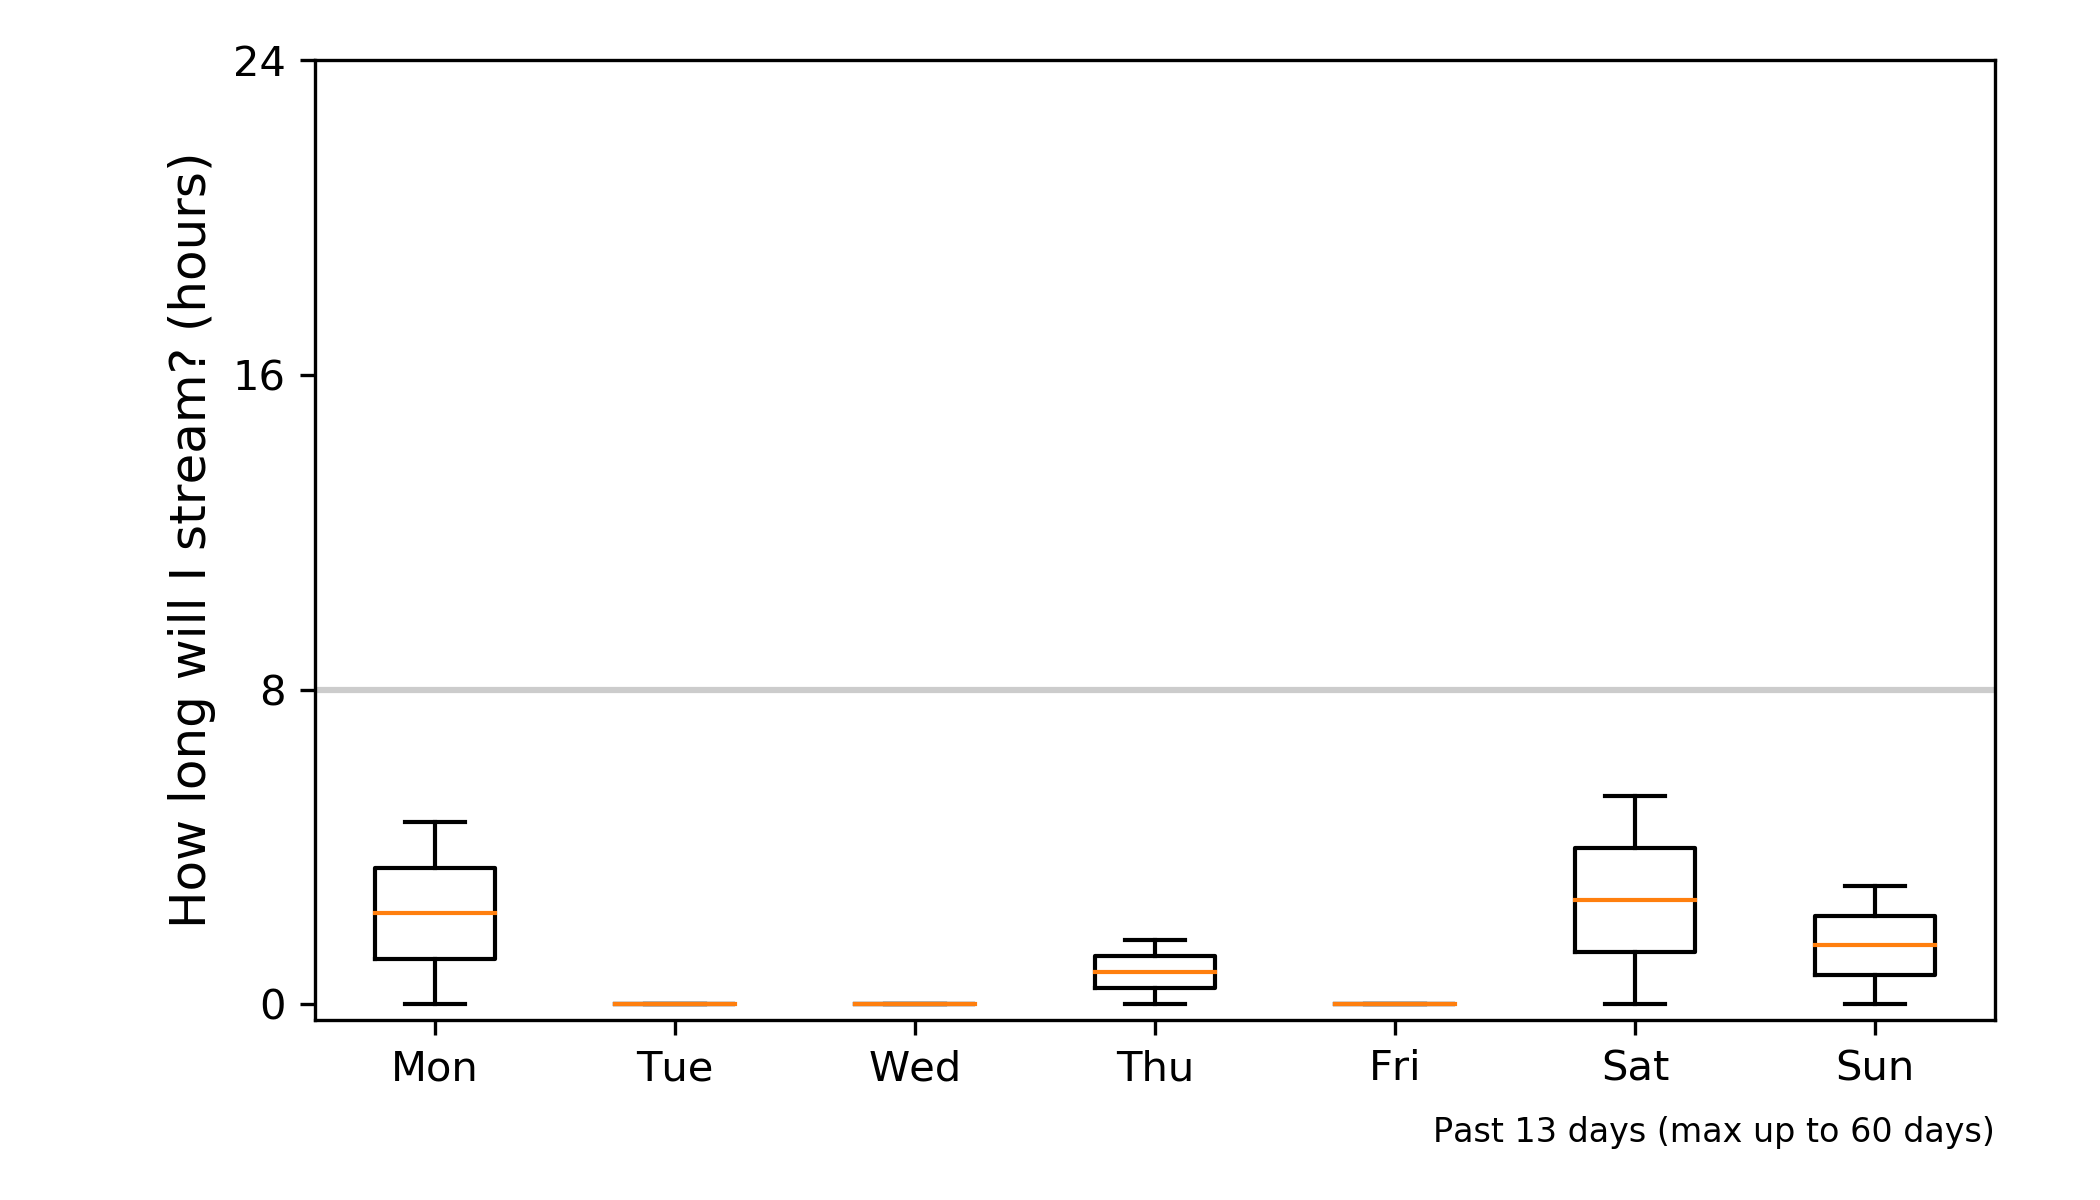 How long will I stream? (hours)
24
16
8
0
Mon Tue Wed Thu Fri Sat Sun
Past 13 days (max up to 60 days)